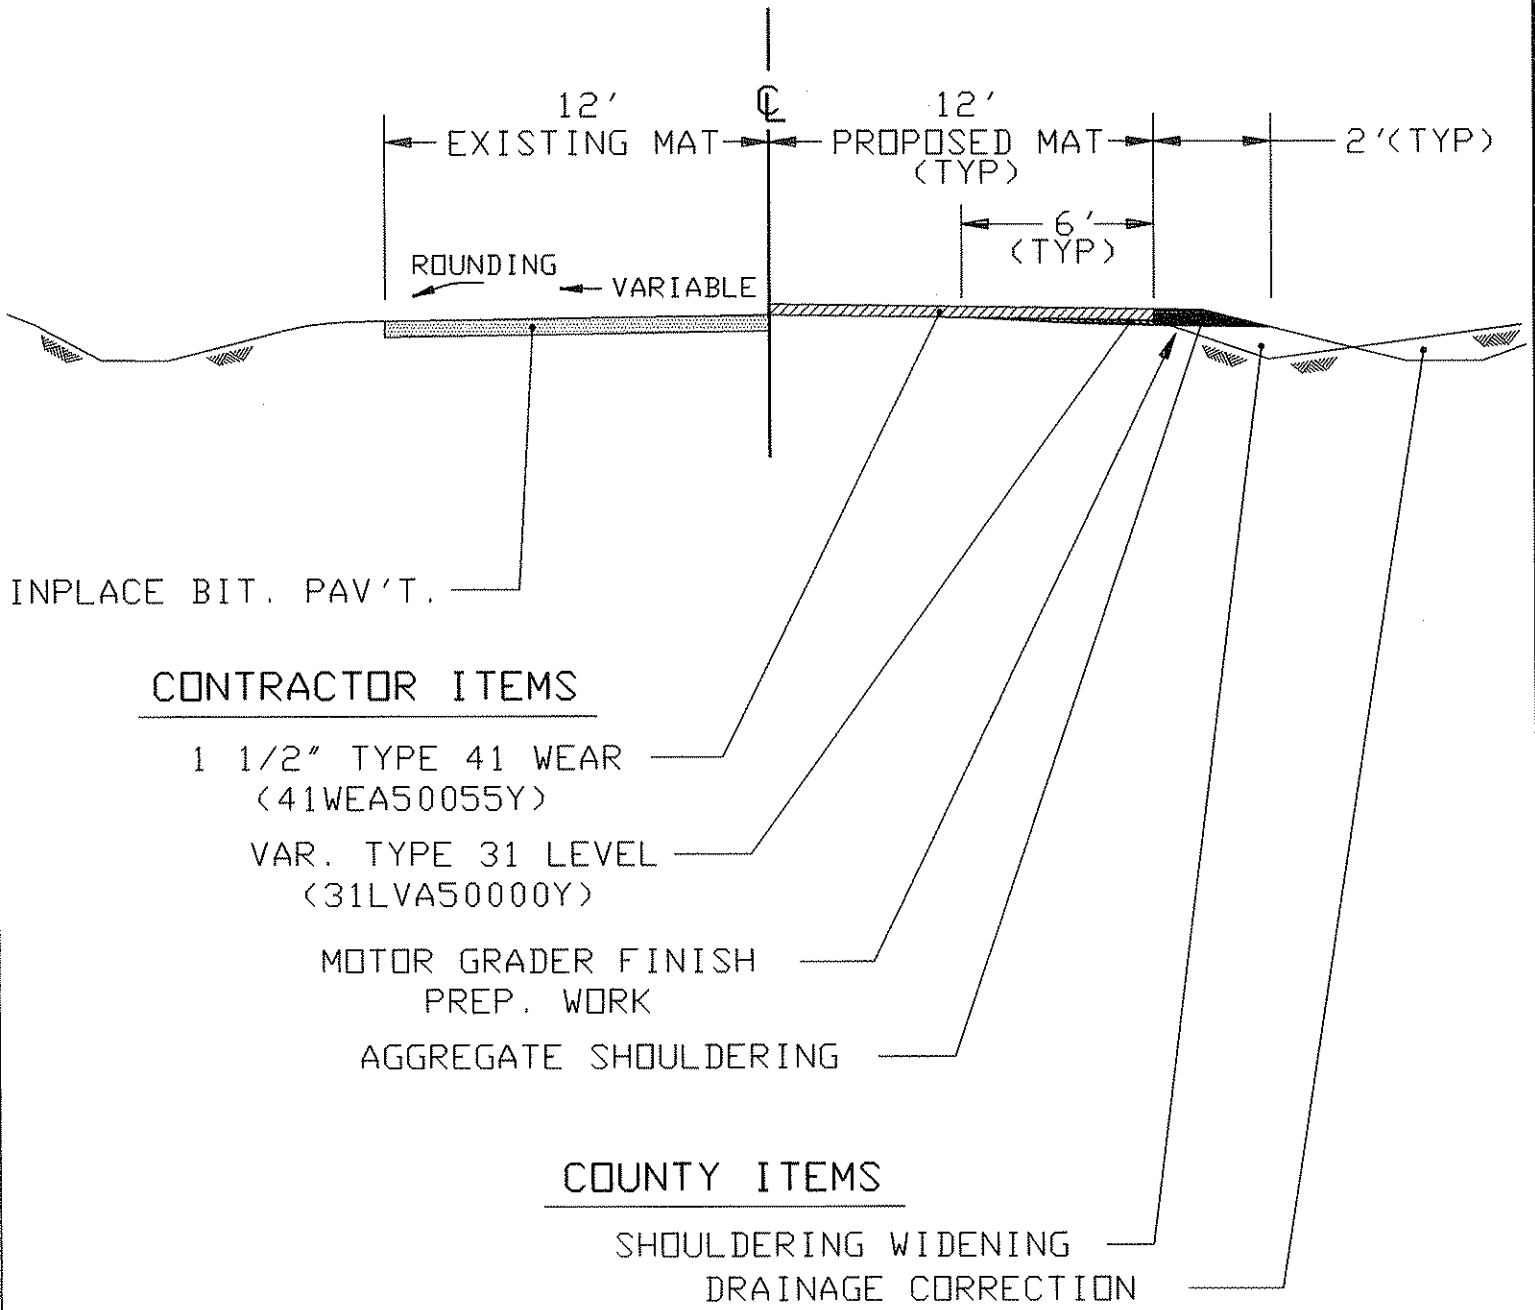 ℄
12'
EXISTING MAT
12'
PROPOSED MAT
(TYP)
2'(TYP)
6'
(TYP)
ROUNDING
VARIABLE
INPLACE BIT. PAV'T.
CONTRACTOR ITEMS
1 1/2" TYPE 41 WEAR
(41WEA50055Y)
VAR. TYPE 31 LEVEL
(31LVA50000Y)
MOTOR GRADER FINISH
PREP. WORK
AGGREGATE SHOULDERING
COUNTY ITEMS
SHOULDERING WIDENING
DRAINAGE CORRECTION